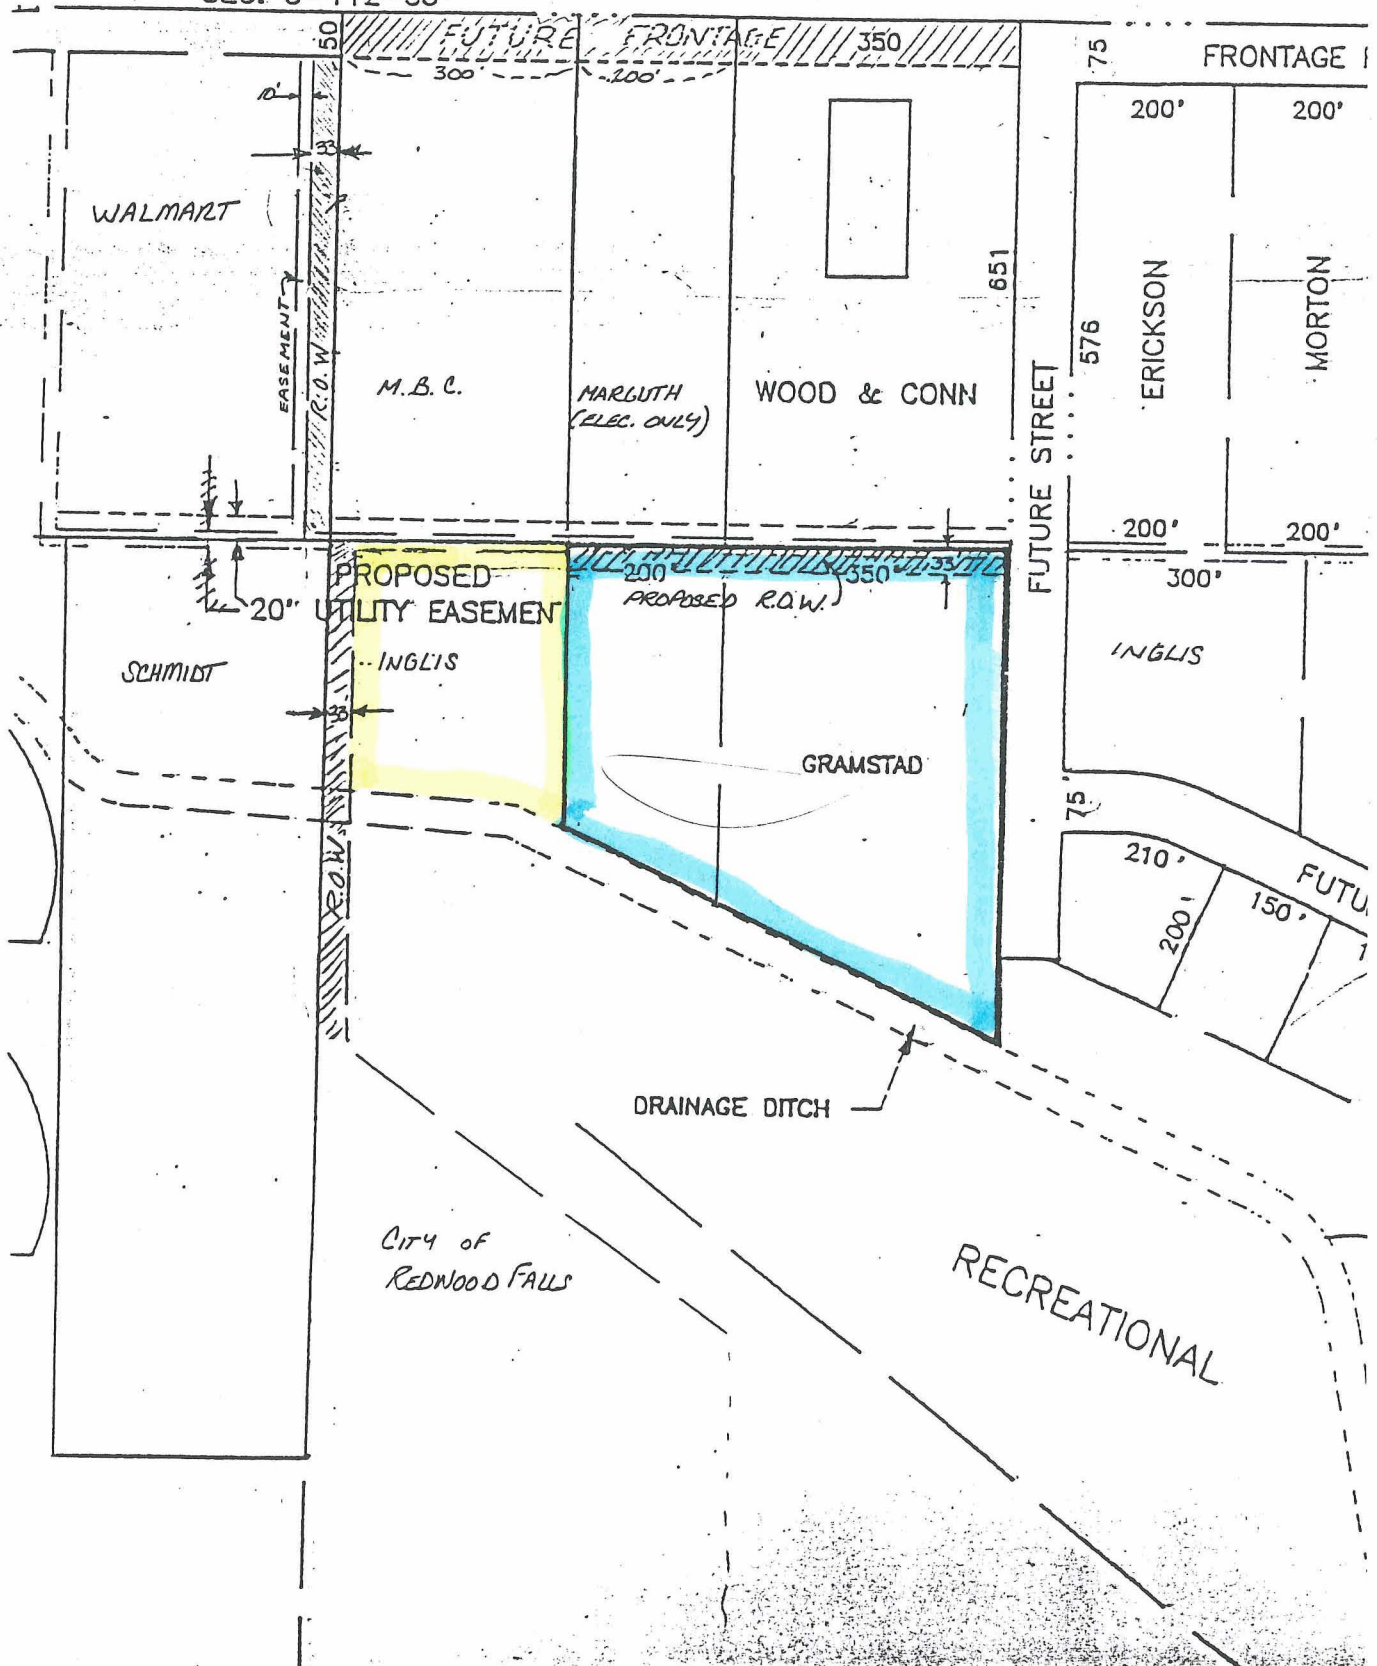 50
FUTURE FRONTAGE 350
75
FRONTAGE
300' 200'
200' 200'
10'
33'
WALMART
EASEMENT
R.O.W.
M.B.C.
MARGUTH
(ELEC. ONLY)
WOOD & CONN
651
FUTURE STREET
576
ERICKSON
MORTON
200' 200'
300'
PROPOSED
20" UTILITY EASEMENT
200 350 33'
PROPOSED R.O.W.
SCHMIDT
INGLIS
INGLIS
33'
GRAMSTAD
75'
R.O.W.
210'
200'
150'
DRAINAGE DITCH
CITY OF
REDWOOD FALLS
RECREATIONAL